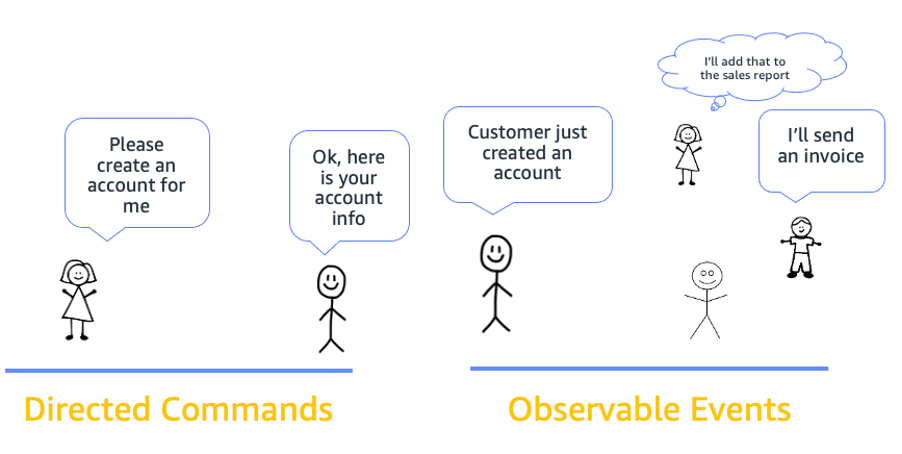 Please
create an
account for
me
Ok, here
is your
account
info
Customer just
created an
account
I'll add that to
the sales report
I'll send
an invoice
Directed Commands
Observable Events